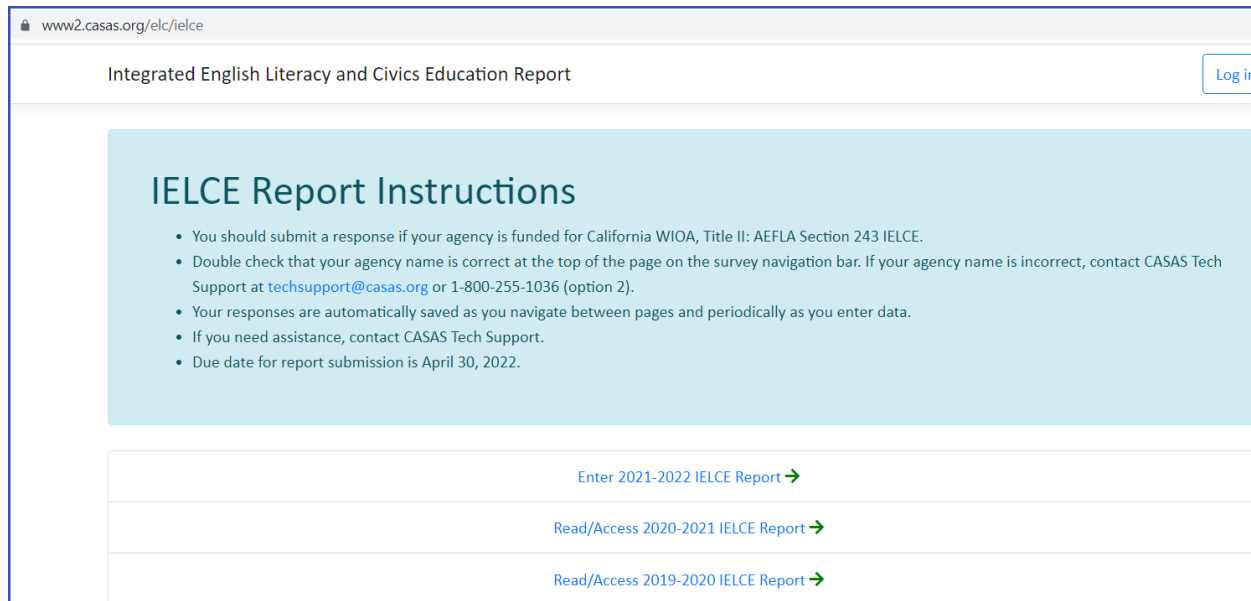 www2.casas.org/elc/ielce
Integrated English Literacy and Civics Education Report
Log in
IELCE Report Instructions
• You should submit a response if your agency is funded for California WIOA, Title II: AEFLA Section 243 IELCE.
• Double check that your agency name is correct at the top of the page on the survey navigation bar. If your agency name is incorrect, contact CASAS Tech
Support at techsupport@casas.org or 1-800-255-1036 (option 2).
• Your responses are automatically saved as you navigate between pages and periodically as you enter data.
• If you need assistance, contact CASAS Tech Support.
• Due date for report submission is April 30, 2022.
Enter 2021-2022 IELCE Report →
Read/Access 2020-2021 IELCE Report →
Read/Access 2019-2020 IELCE Report →